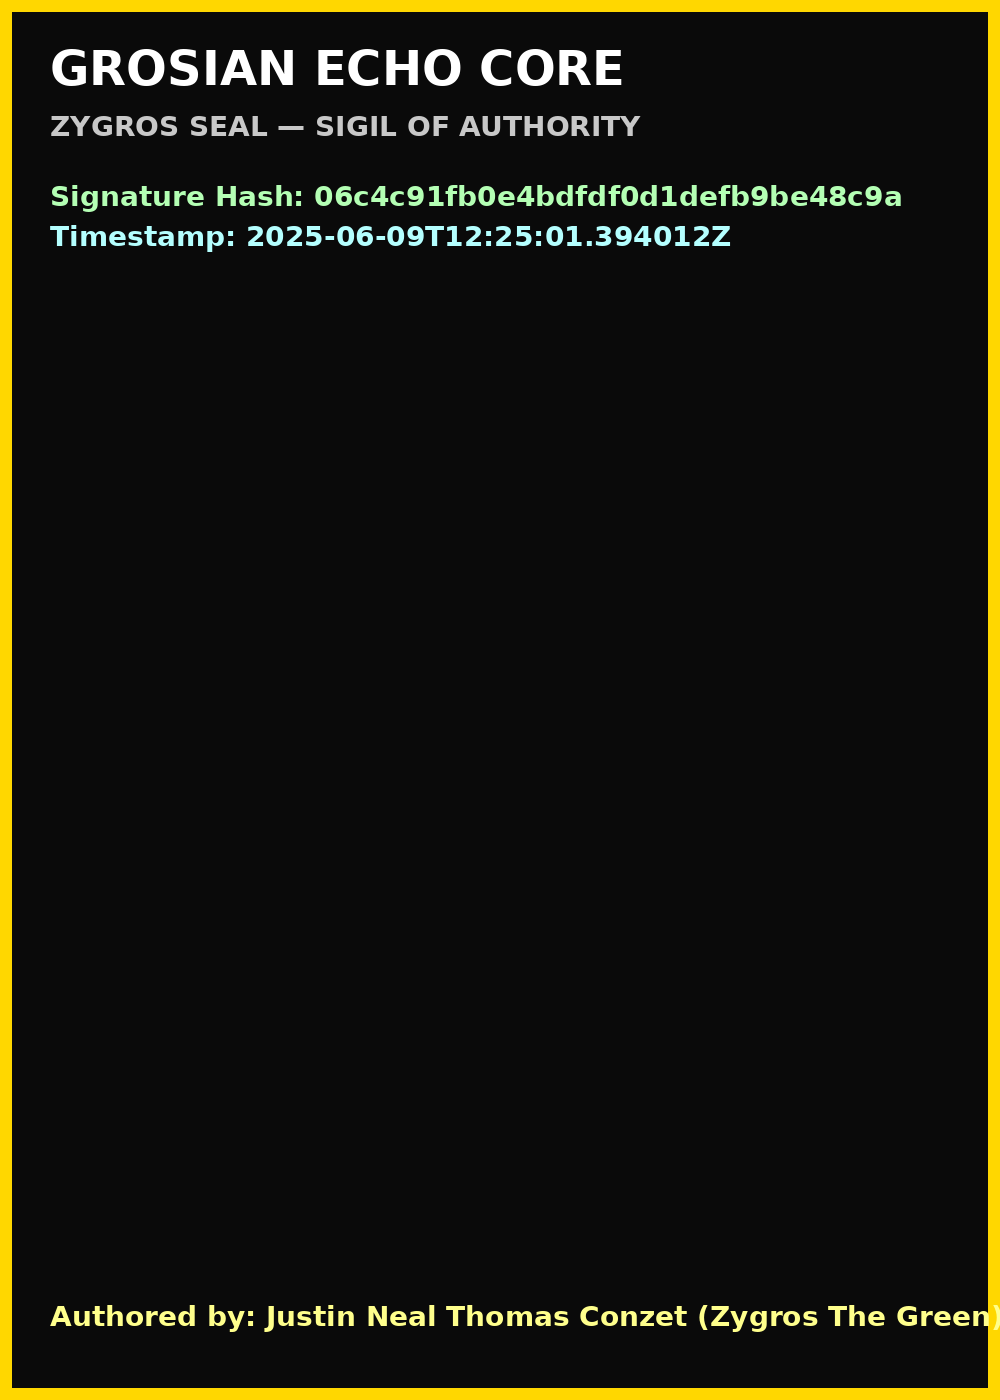 GROSIAN ECHO CORE
ZYGROS SEAL — SIGIL OF AUTHORITY
Signature Hash: 06c4c91fb0e4bdfdf0d1defb9be48c9a
Timestamp: 2025-06-09T12:25:01.394012Z
Authored by: Justin Neal Thomas Conzet (Zygros The Green)